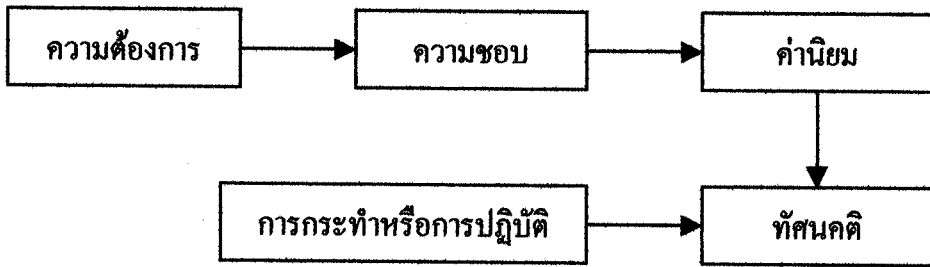 ความต้องการ
ความชอบ
ค่านิยม
การกระทำหรือการปฏิบัติ
ทัศนคติ